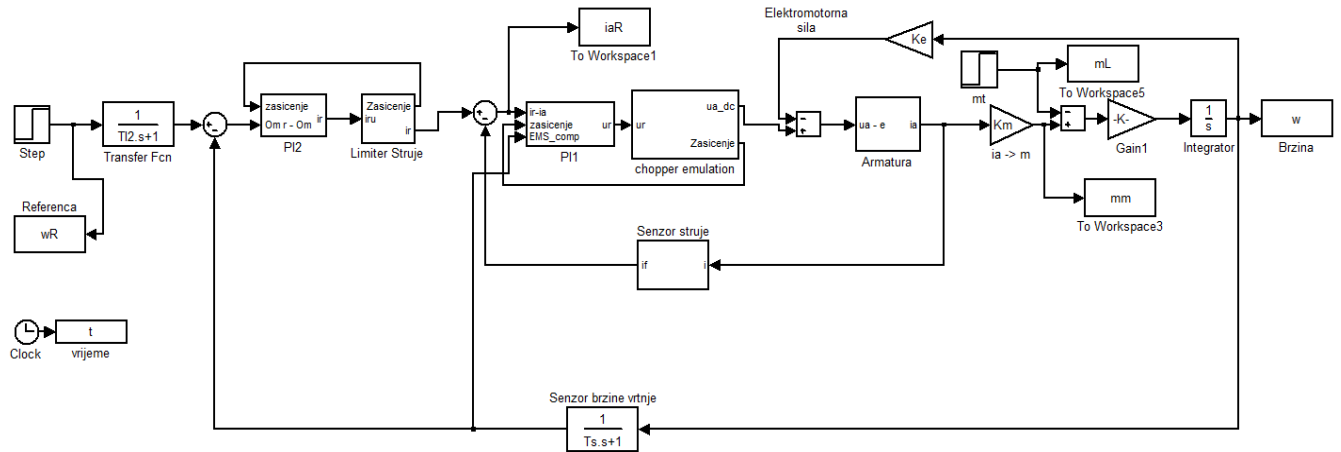 Step
1
TI2.s+1
Transfer Fcn
Referenca
wR
Clock
t
vrijeme
zasicenje
Om r - Om
ir
PI2
Zasicenje
iru
ir
Limiter Struje
iaR
To Workspace1
ir-ia
zasicenje
EMS_comp
ur
PI1
ur
ua_dc
Zasicenje
chopper emulation
Elektromotorna
sila
Ke
ua - e
ia
Armatura
Senzor struje
if
i
mt
mL
To Workspace5
Km
ia -> m
mm
To Workspace3
-K-
Gain1
1
s
Integrator
w
Brzina
Senzor brzine vrtnje
1
Ts.s+1